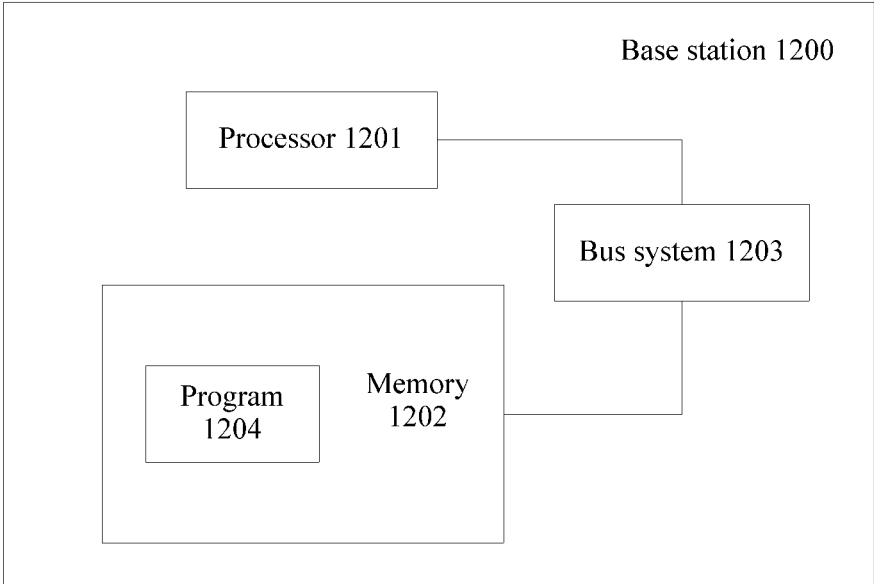 Base station 1200
Processor 1201
Bus system 1203
Program
1204
Memory
1202